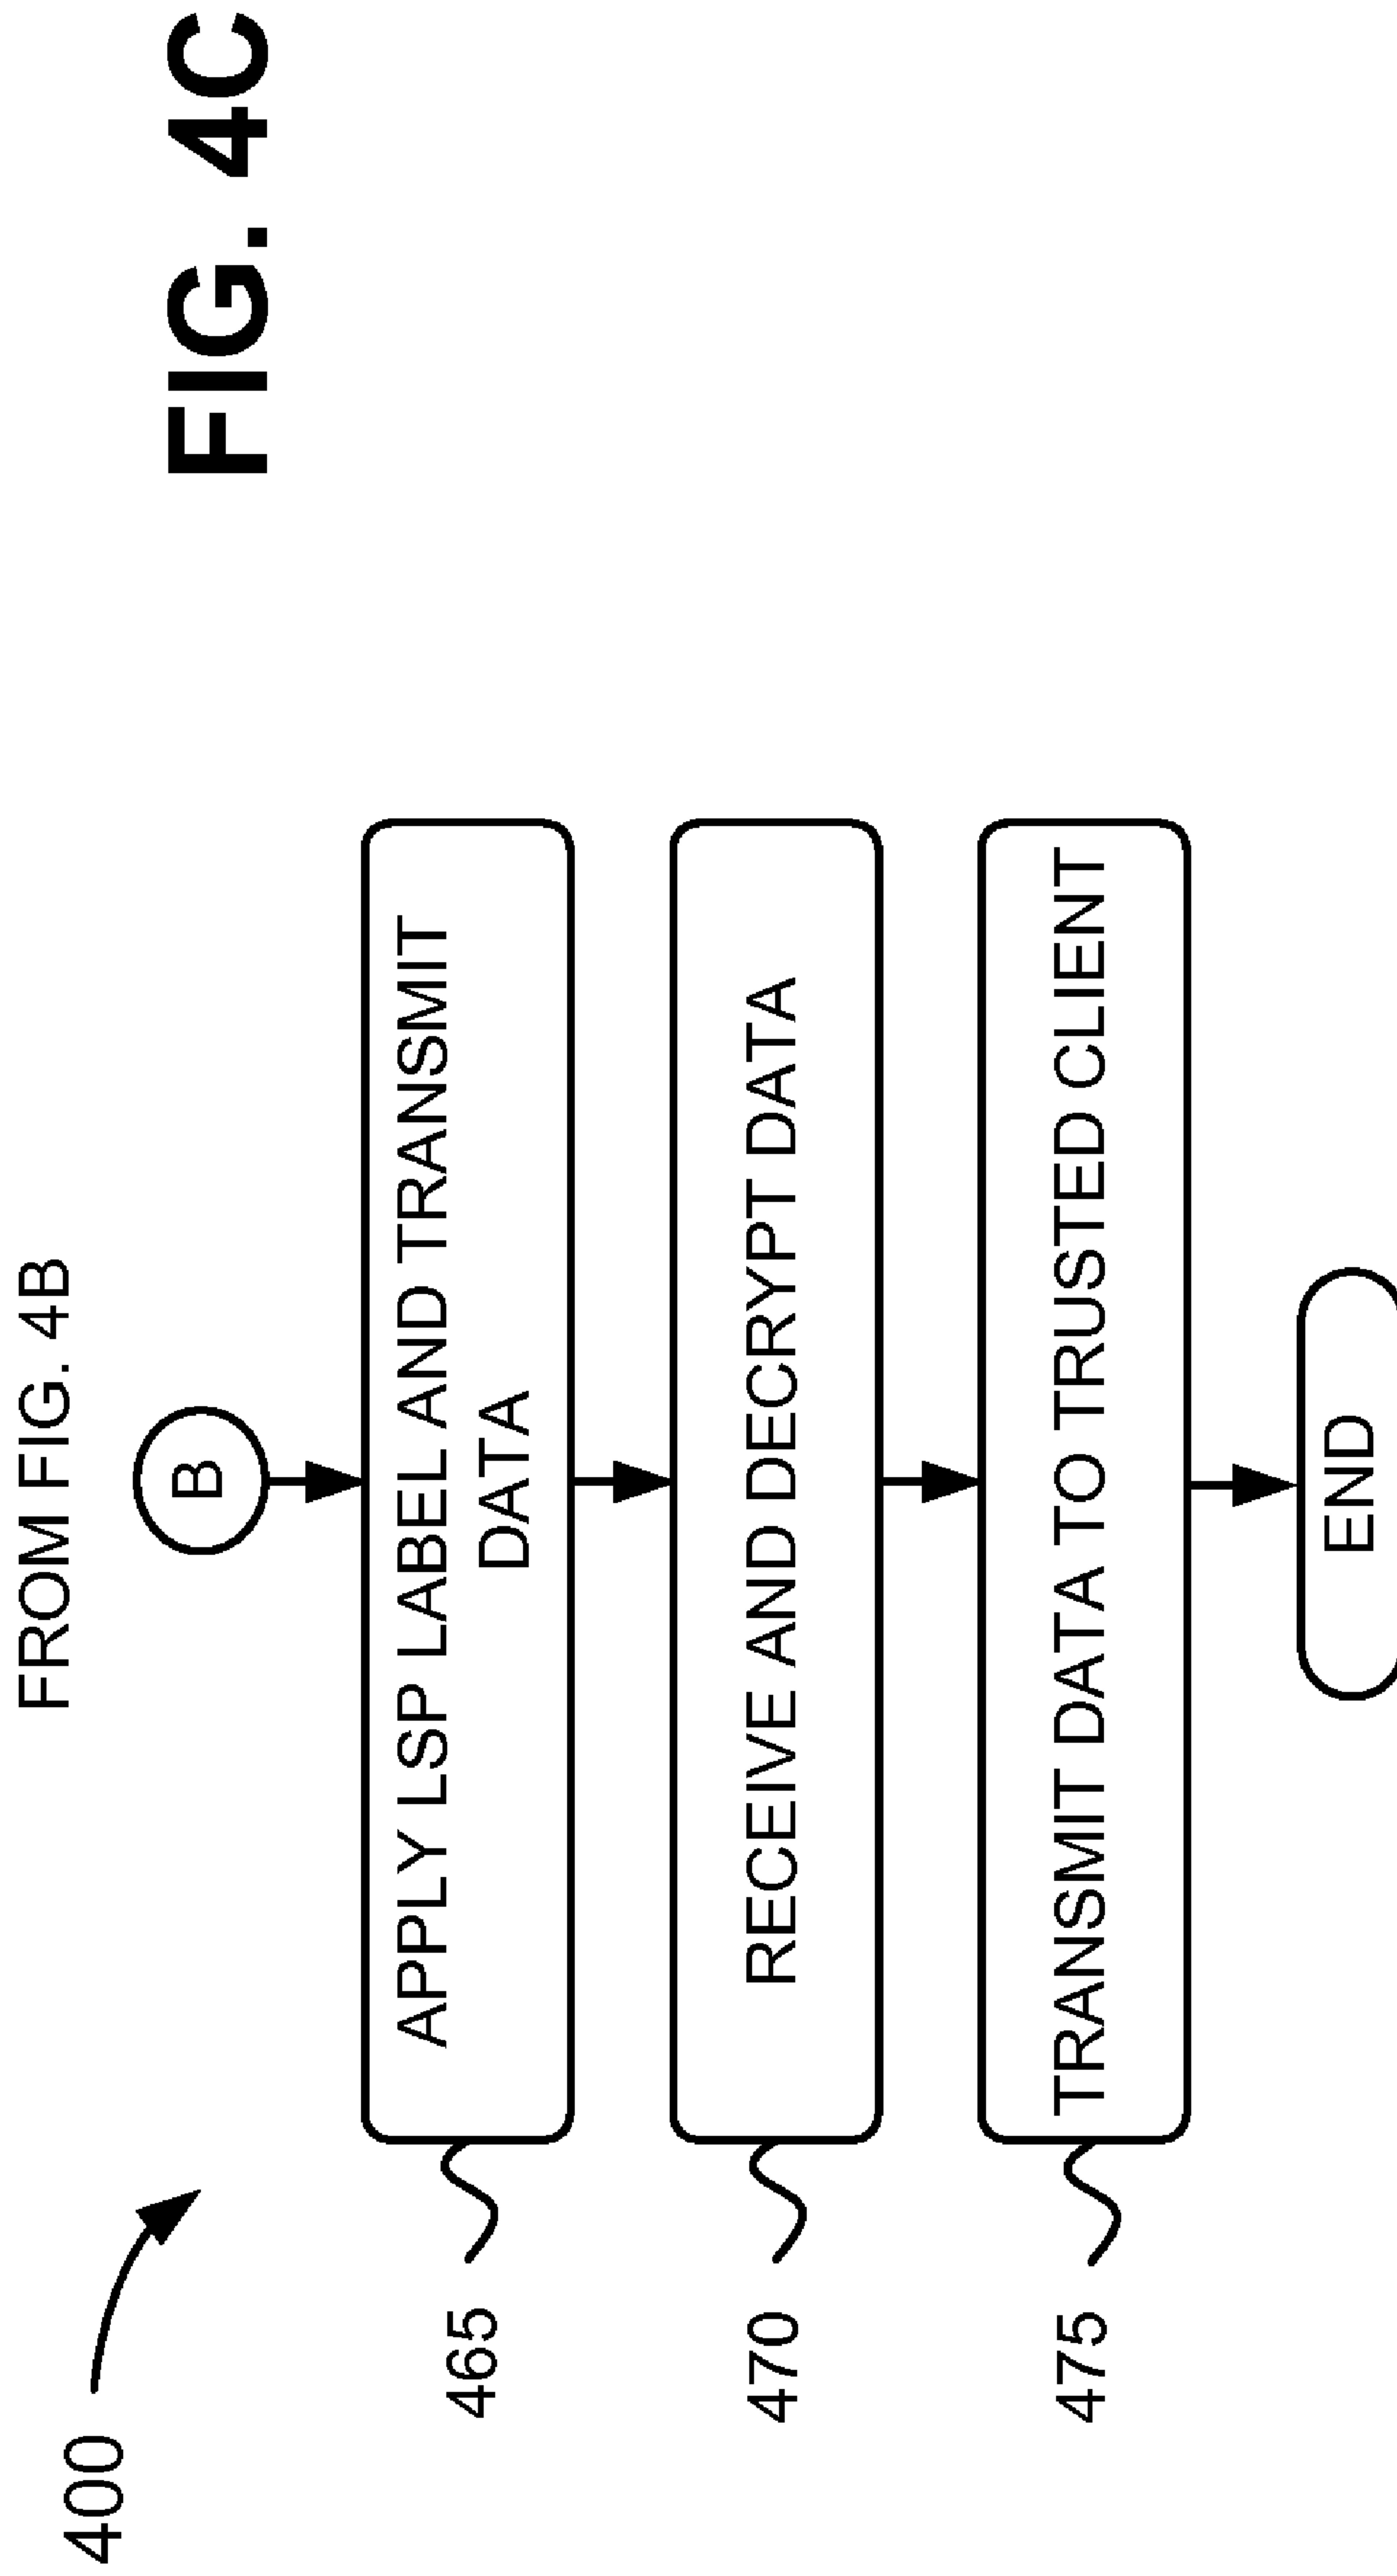 400
FROM FIG. 4B
B
465
APPLY LSP LABEL AND TRANSMIT
DATA
470
RECEIVE AND DECRYPT DATA
475
TRANSMIT DATA TO TRUSTED CLIENT
END
FIG. 4C